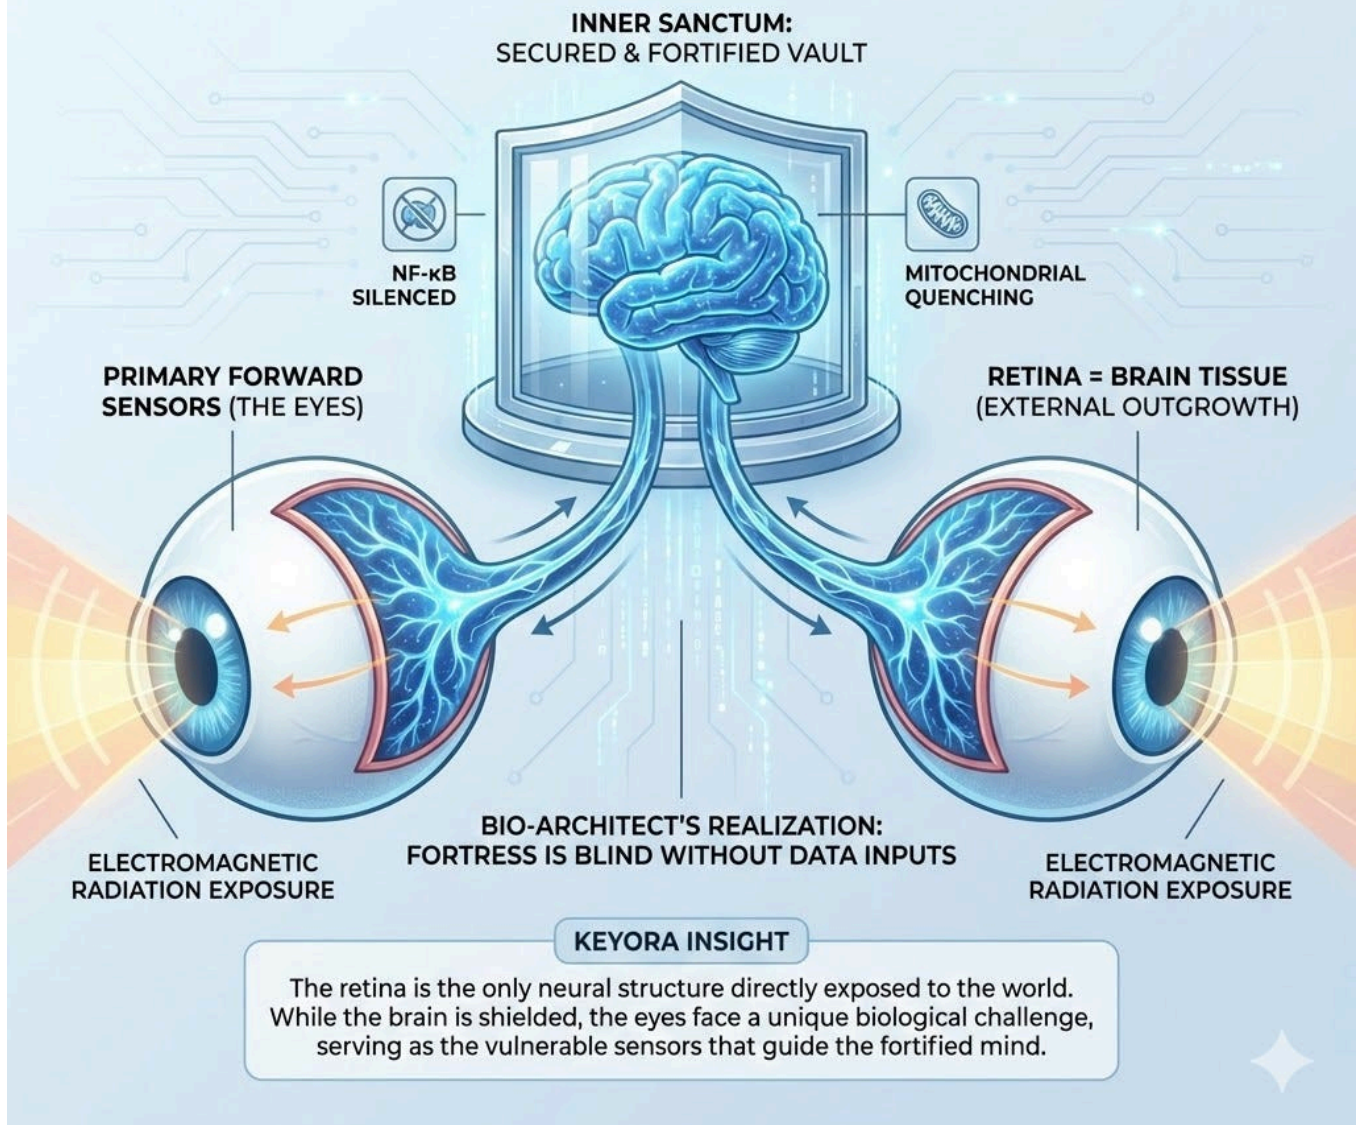 INNER SANCTUM:
SECURED & FORTIFIED VAULT
NF-κB
SILENCED
MITOCHONDRIAL
QUENCHING
PRIMARY FORWARD
SENSORS (THE EYES)
RETINA = BRAIN TISSUE
(EXTERNAL OUTGROWTH)
BIO-ARCHITECT'S REALIZATION:
FORTRESS IS BLIND WITHOUT DATA INPUTS
ELECTROMAGNETIC
RADIATION EXPOSURE
ELECTROMAGNETIC
RADIATION EXPOSURE
KEYORA INSIGHT
The retina is the only neural structure directly exposed to the world.
While the brain is shielded, the eyes face a unique biological challenge,
serving as the vulnerable sensors that guide the fortified mind.